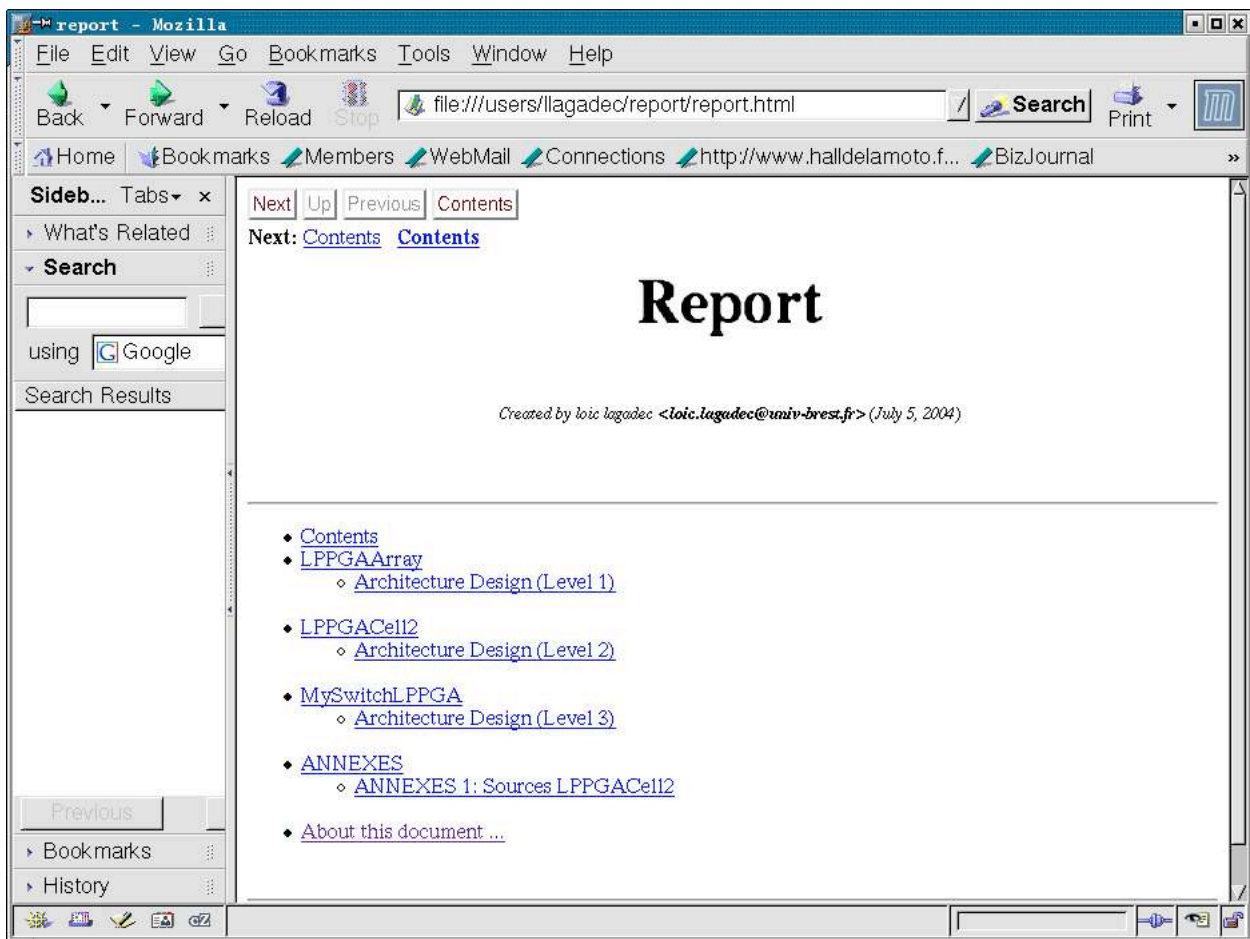 report - Mozilla
File Edit View Go Bookmarks Tools Window Help
Back Forward Reload Stop file:///users/llagadec/report/report.html Search Print
Home Bookmarks Members WebMail Connections http://www.halldelamoto.f... BizJournal »
Sideb... Tabs x
What's Related
Search
using Google
Search Results
Previous
Bookmarks
History
Next Up Previous Contents
Next: Contents Contents
Report
Created by loic lagadec <loic.lagadec@univ-brest.fr> (July 5, 2004)
Contents
LPPGAArray
Architecture Design (Level 1)
LPPGACell2
Architecture Design (Level 2)
MySwitchLPPGA
Architecture Design (Level 3)
ANNEXES
ANNEXES 1: Sources LPPGACell2
About this document ...